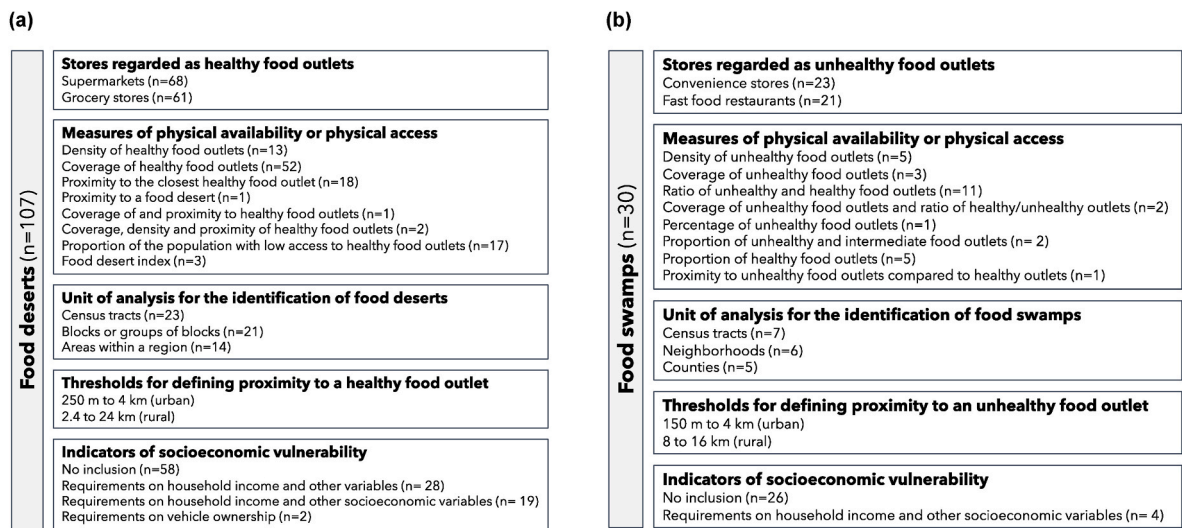 (a)
Food deserts (n=107)
Stores regarded as healthy food outlets
Supermarkets (n=68)
Grocery stores (n=61)
Measures of physical availability or physical access
Density of healthy food outlets (n=13)
Coverage of healthy food outlets (n=52)
Proximity to the closest healthy food outlet (n=18)
Proximity to a food desert (n=1)
Coverage of and proximity to healthy food outlets (n=1)
Coverage, density and proximity of healthy food outlets (n=2)
Proportion of the population with low access to healthy food outlets (n=17)
Food desert index (n=3)
Unit of analysis for the identification of food deserts
Census tracts (n=23)
Blocks or groups of blocks (n=21)
Areas within a region (n=14)
Thresholds for defining proximity to a healthy food outlet
250 m to 4 km (urban)
2.4 to 24 km (rural)
Indicators of socioeconomic vulnerability
No inclusion (n=58)
Requirements on household income and other variables (n= 28)
Requirements on household income and other socioeconomic variables (n= 19)
Requirements on vehicle ownership (n=2)
(b)
Food swamps (n=30)
Stores regarded as unhealthy food outlets
Convenience stores (n=23)
Fast food restaurants (n=21)
Measures of physical availability or physical access
Density of unhealthy food outlets (n=5)
Coverage of unhealthy food outlets (n=3)
Ratio of unhealthy and healthy food outlets (n=11)
Coverage of unhealthy food outlets and ratio of healthy/unhealthy outlets (n=2)
Percentage of unhealthy food outlets (n=1)
Proportion of unhealthy and intermediate food outlets (n= 2)
Proportion of healthy food outlets (n=5)
Proximity to unhealthy food outlets compared to healthy outlets (n=1)
Unit of analysis for the identification of food swamps
Census tracts (n=7)
Neighborhoods (n=6)
Counties (n=5)
Thresholds for defining proximity to an unhealthy food outlet
150 m to 4 km (urban)
8 to 16 km (rural)
Indicators of socioeconomic vulnerability
No inclusion (n=26)
Requirements on household income and other socioeconomic variables (n= 4)